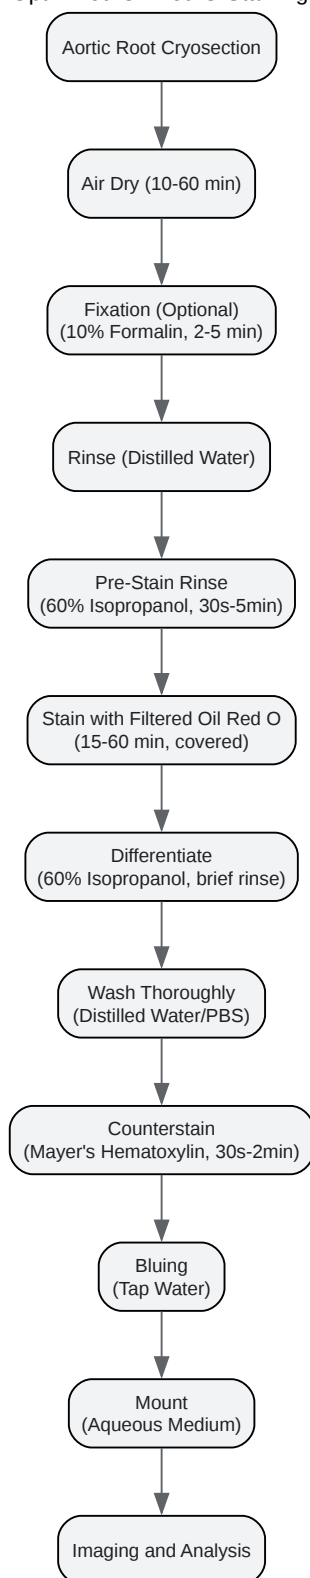 Aortic Root Cryosection
Air Dry (10-60 min)
Fixation (Optional)
(10% Formalin, 2-5 min)
Rinse (Distilled Water)
Pre-Stain Rinse
(60% Isopropanol, 30s-5min)
Stain with Filtered Oil Red O
(15-60 min, covered)
Differentiate
(60% Isopropanol, brief rinse)
Wash Thoroughly
(Distilled Water/PBS)
Counterstain
(Mayer's Hematoxylin, 30s-2min)
Bluing
(Tap Water)
Mount
(Aqueous Medium)
Imaging and Analysis